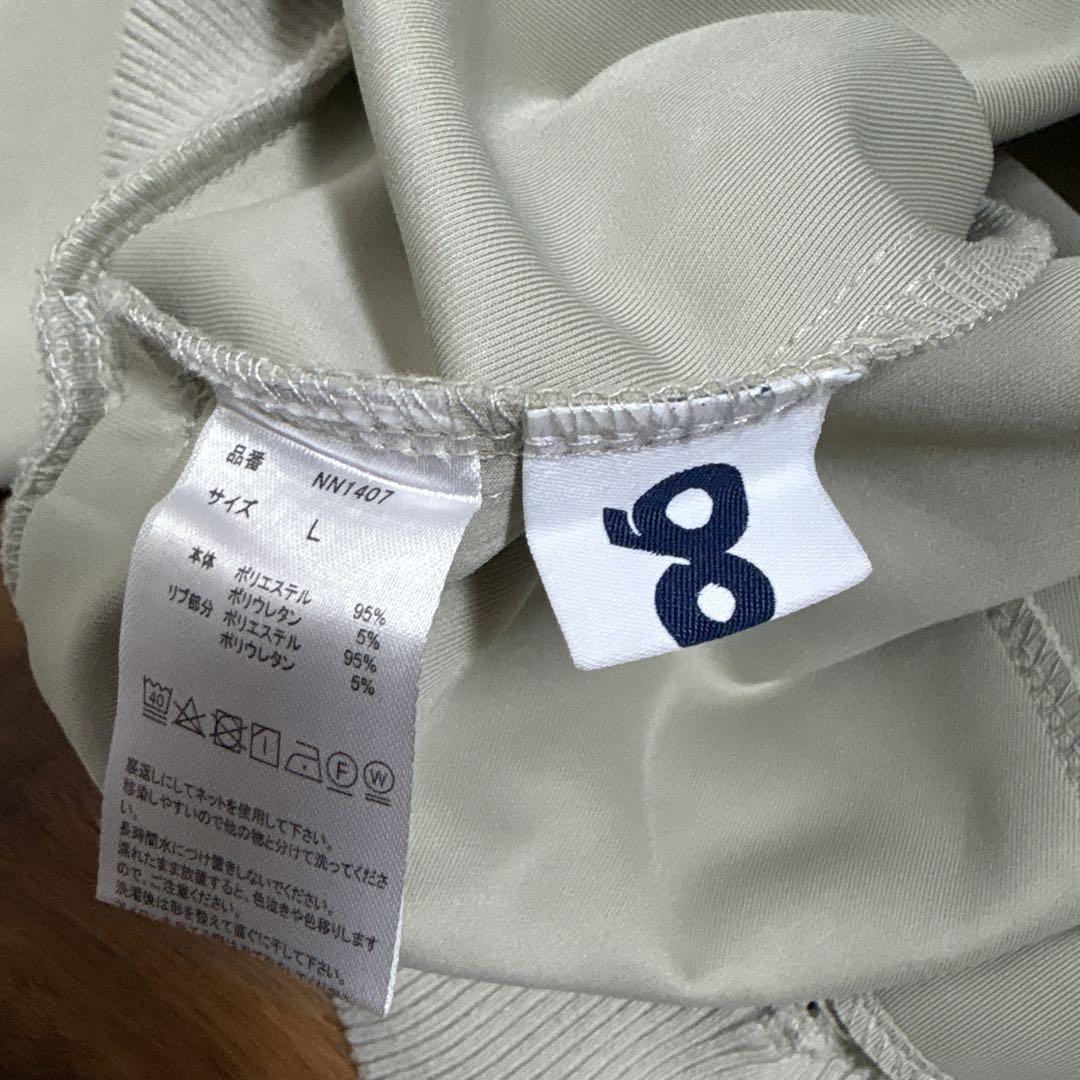 品番 NN1407
サイズ L
本体 ポリエステル 95%
ポリウレタン 5%
リブ部分 ポリエステル 95%
ポリウレタン 5%
40 F W
裏返しにしてネットを使用して下さい。
移染しやすいので他の物と分けて洗ってくださ
い。
長時間水につけ置きしないでください。
濡れたまま放置すると、色泣きや色移りします
ので、ご注意ください。
洗濯後は形を整えて直ぐに干して下さい。